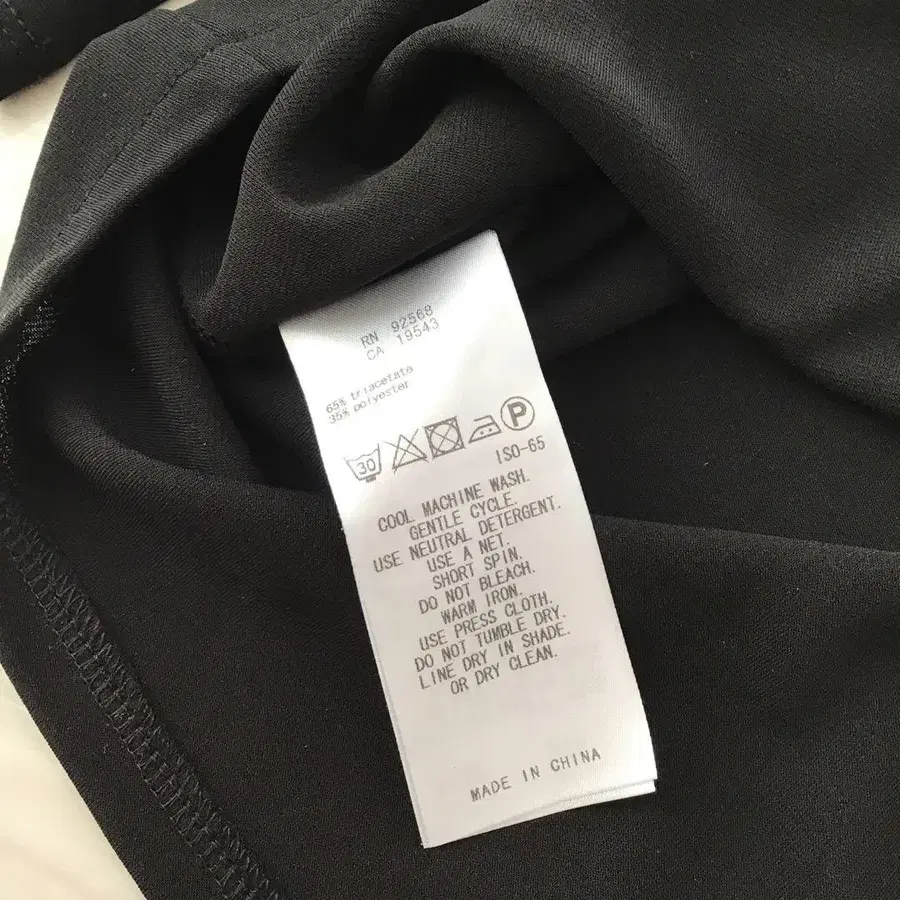 RN 92568
CA 19543
65% triacetate
35% polyester
30 P
ISO-65
COOL MACHINE WASH.
GENTLE CYCLE.
USE NEUTRAL DETERGENT.
USE A NET.
SHORT SPIN.
DO NOT BLEACH.
WARM IRON.
USE PRESS CLOTH.
DO NOT TUMBLE DRY.
LINE DRY IN SHADE.
OR DRY CLEAN.
MADE IN CHINA